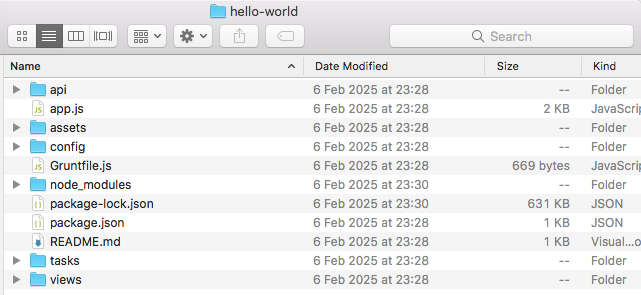 hello-world
Search
Name Date Modified Size Kind
api 6 Feb 2025 at 23:28 -- Folder
app.js 6 Feb 2025 at 23:28 2 KB JavaScri...
assets 6 Feb 2025 at 23:28 -- Folder
config 6 Feb 2025 at 23:28 -- Folder
Gruntfile.js 6 Feb 2025 at 23:28 669 bytes JavaScri...
node_modules 6 Feb 2025 at 23:30 -- Folder
package-lock.json 6 Feb 2025 at 23:30 631 KB JSON
package.json 6 Feb 2025 at 23:28 1 KB JSON
README.md 6 Feb 2025 at 23:28 1 KB Visual...o
tasks 6 Feb 2025 at 23:28 -- Folder
views 6 Feb 2025 at 23:28 -- Folder